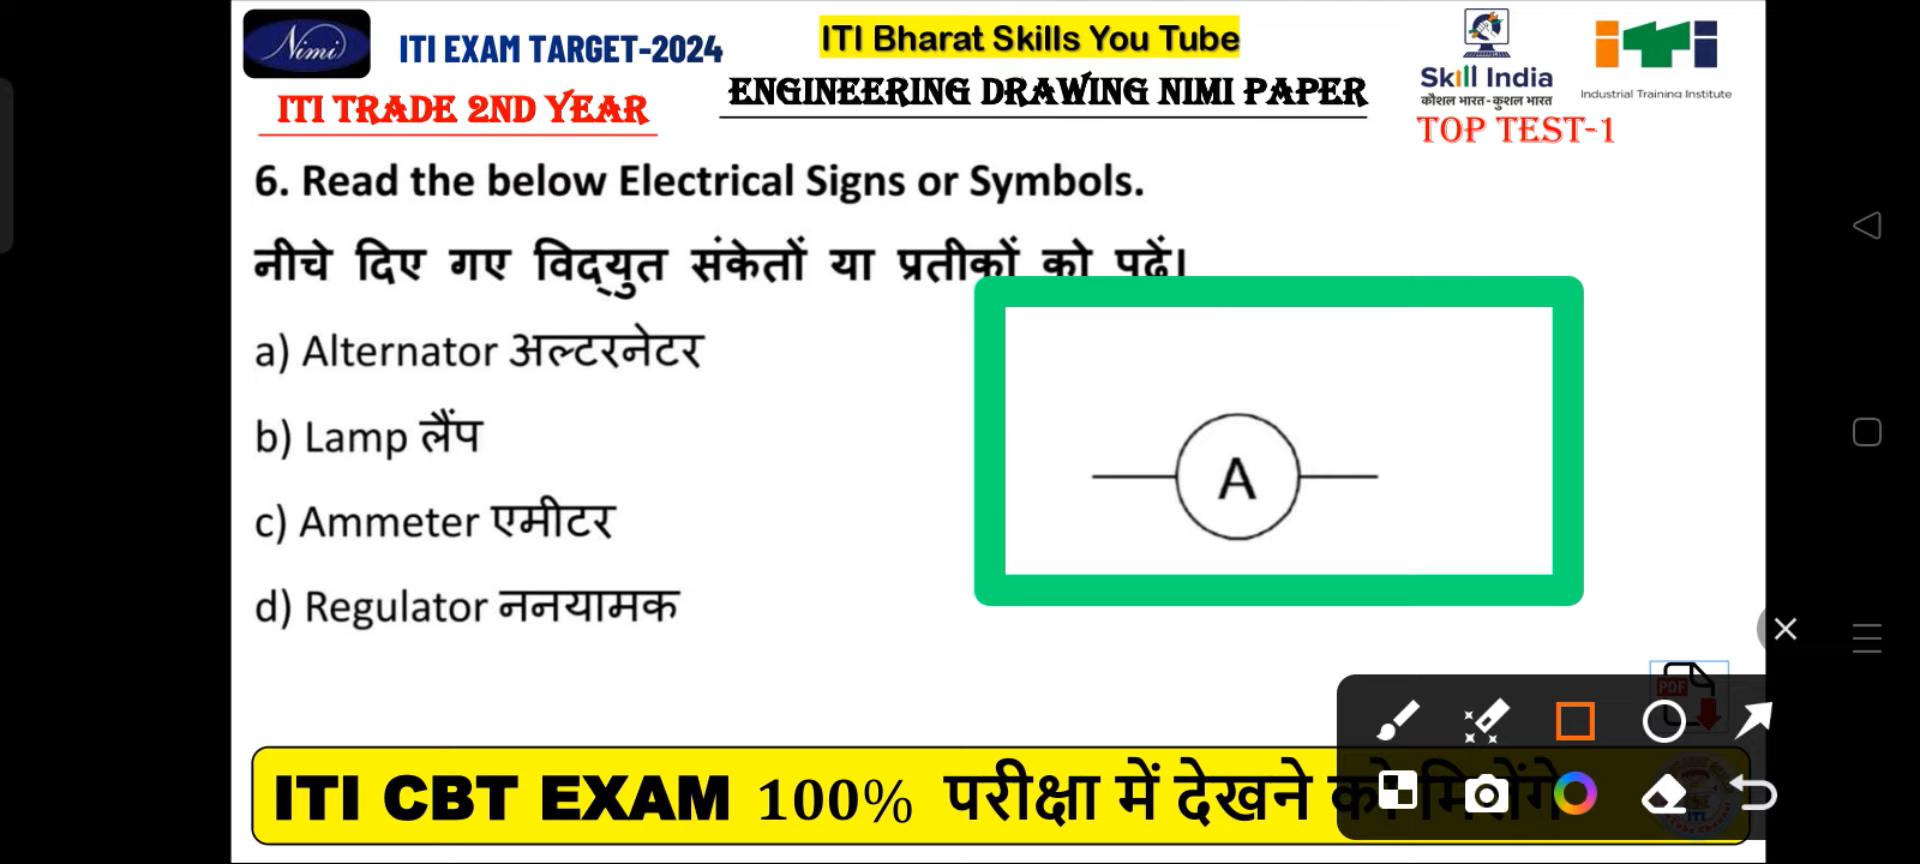 Nimi
ITI EXAM TARGET-2024
ITI Bharat Skills You Tube
Skill India
कौशल भारत-कुशल भारत
iTi
Industrial Training Institute
ITI TRADE 2ND YEAR
ENGINEERING DRAWING NIMI PAPER
TOP TEST-1
6. Read the below Electrical Signs or Symbols.
नीचे दिए गए विद्युत संकेतों या प्रतीकों को पढ़ें।
a) Alternator अल्टरनेटर
b) Lamp लैंप
c) Ammeter एमीटर
d) Regulator ननयामक
A
PDF
ITI CBT EXAM 100% परीक्षा में देखने को मिलेंगे